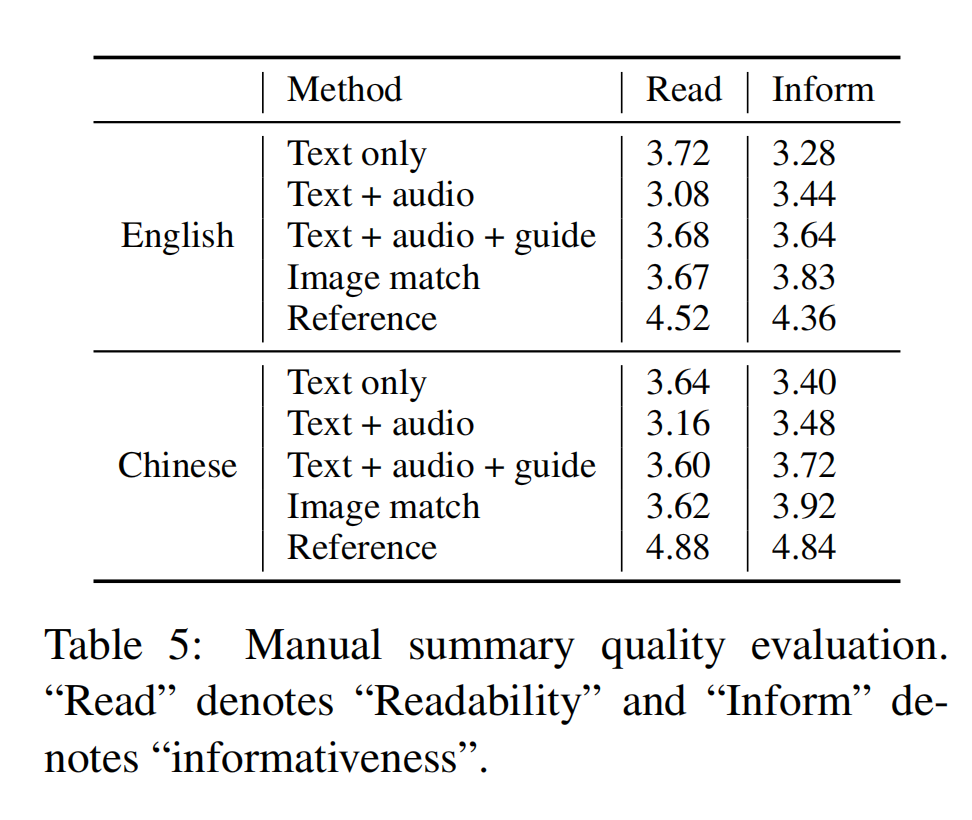 Method Read Inform
Text only 3.72 3.28
Text + audio 3.08 3.44
English Text + audio + guide 3.68 3.64
Image match 3.67 3.83
Reference 4.52 4.36
Text only 3.64 3.40
Text + audio 3.16 3.48
Chinese Text + audio + guide 3.60 3.72
Image match 3.62 3.92
Reference 4.88 4.84
Table 5: Manual summary quality evaluation.
“Read” denotes “Readability” and “Inform” de-
notes “informativeness”.